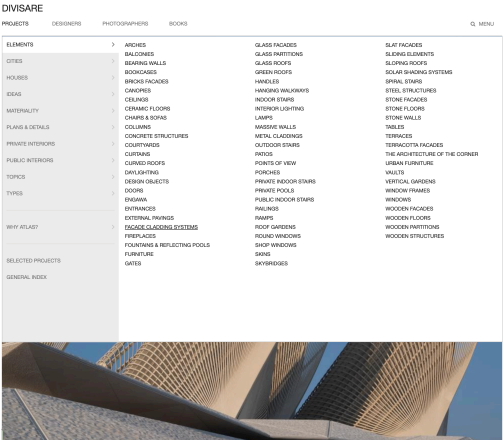 DIVISARE
PROJECTS DESIGNERS PHOTOGRAPHERS BOOKS MENU
ELEMENTS
CITIES
HOUSES
IDEAS
MATERIALITY
PLANS & DETAILS
PRIVATE INTERIORS
PUBLIC INTERIORS
TOPICS
TYPES
WHY ATLAS?
SELECTED PROJECTS
GENERAL INDEX
ARCHES
BALCONIES
BEARING WALLS
BOOKCASES
BRICKS FACADES
CANOPIES
CEILINGS
CERAMIC FLOORS
CHAIRS & SOFAS
COLUMNS
CONCRETE STRUCTURES
COURTYARDS
CURTAINS
CURVED ROOFS
DAYLIGHTING
DESIGN OBJECTS
DOORS
ENGAWA
ENTRANCES
EXTERNAL PAVINGS
FACADE CLADDING SYSTEMS
FIREPLACES
FOUNTAINS & REFLECTING POOLS
FURNITURE
GATES
GLASS FACADES
GLASS PARTITIONS
GLASS ROOFS
GREEN ROOFS
HANDLES
HANGING WALKWAYS
INDOOR STAIRS
INTERIOR LIGHTING
LAMPS
MASSIVE WALLS
METAL CLADDINGS
OUTDOOR STAIRS
PATIOS
POINTS OF VIEW
PORCHES
PRIVATE INDOOR STAIRS
PRIVATE POOLS
PUBLIC INDOOR STAIRS
RAILINGS
RAMPS
ROOF GARDENS
ROUND WINDOWS
SHOP WINDOWS
SKINS
SKYBRIDGES
SLAT FACADES
SLIDING ELEMENTS
SLOPING ROOFS
SOLAR SHADING SYSTEMS
SPIRAL STAIRS
STEEL STRUCTURES
STONE FACADES
STONE FLOORS
STONE WALLS
TABLES
TERRACES
TERRACOTTA FACADES
THE ARCHITECTURE OF THE CORNER
URBAN FURNITURE
VAULTS
VERTICAL GARDENS
WINDOW FRAMES
WINDOWS
WOODEN FACADES
WOODEN FLOORS
WOODEN PARTITIONS
WOODEN STRUCTURES